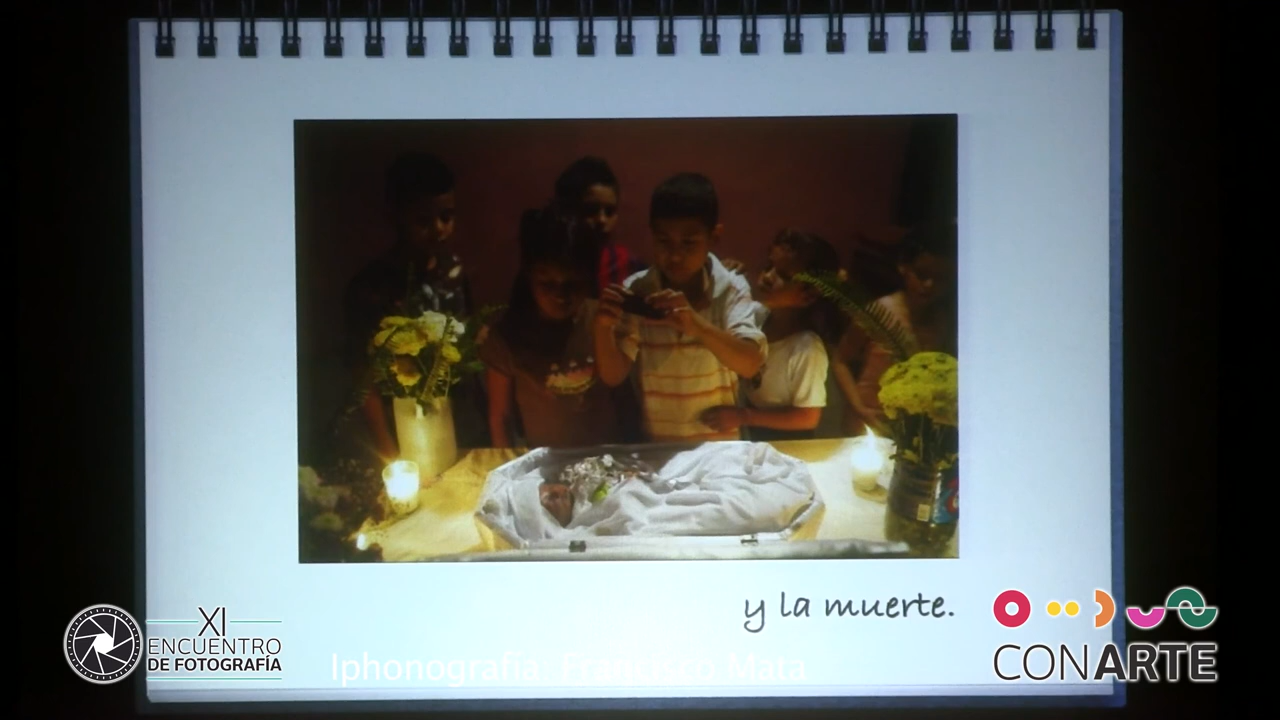 y la muerte.
XI
ENCUENTRO
DE FOTOGRAFÍA
Iphonografía. Francisco Mata
CONARTE